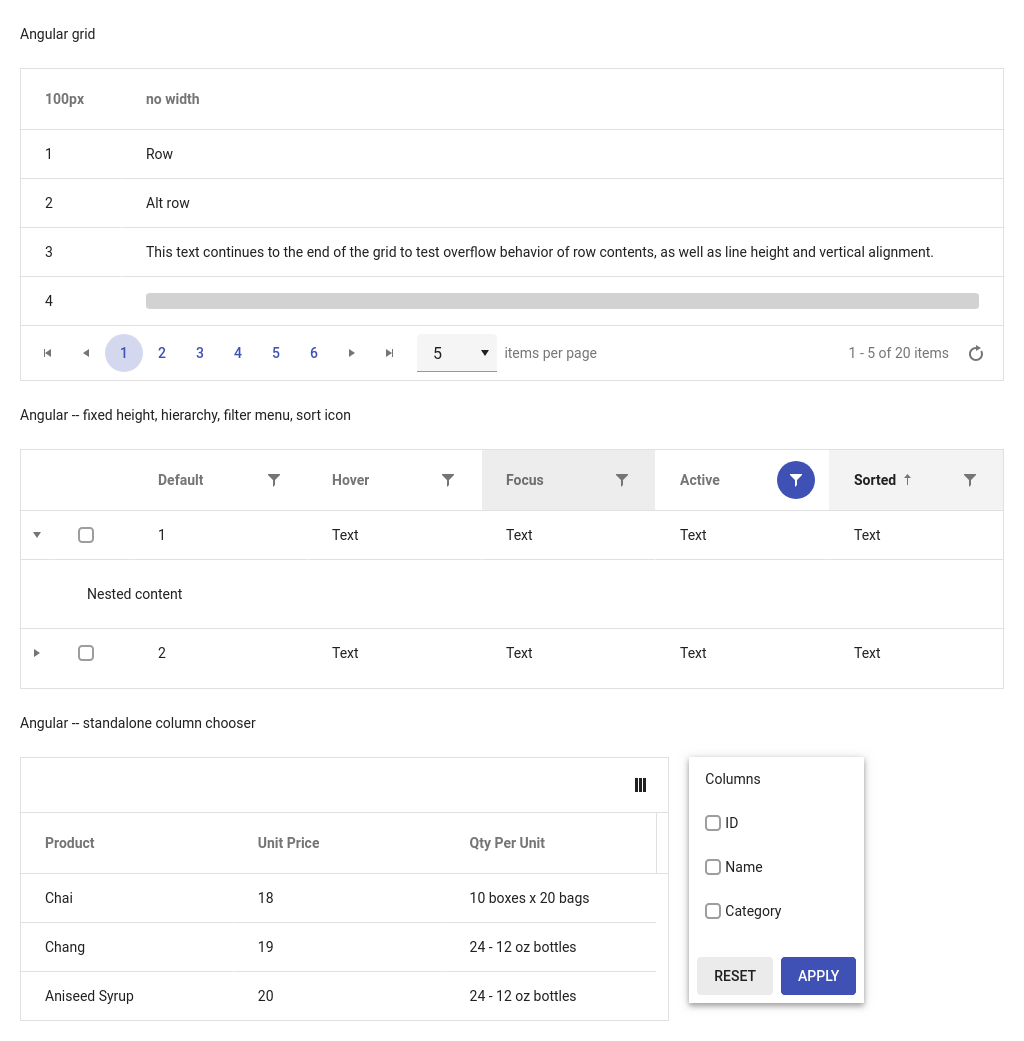 Angular grid
100px no width
1 Row
2 Alt row
3 This text continues to the end of the grid to test overflow behavior of row contents, as well as line height and vertical alignment.
4
1 2 3 4 5 6 5 items per page 1 - 5 of 20 items
Angular -- fixed height, hierarchy, filter menu, sort icon
Default Hover Focus Active Sorted
1 Text Text Text Text
Nested content
2 Text Text Text Text
Angular -- standalone column chooser
Product Unit Price Qty Per Unit
Chai 18 10 boxes x 20 bags
Chang 19 24 - 12 oz bottles
Aniseed Syrup 20 24 - 12 oz bottles
Columns
ID
Name
Category
RESET APPLY